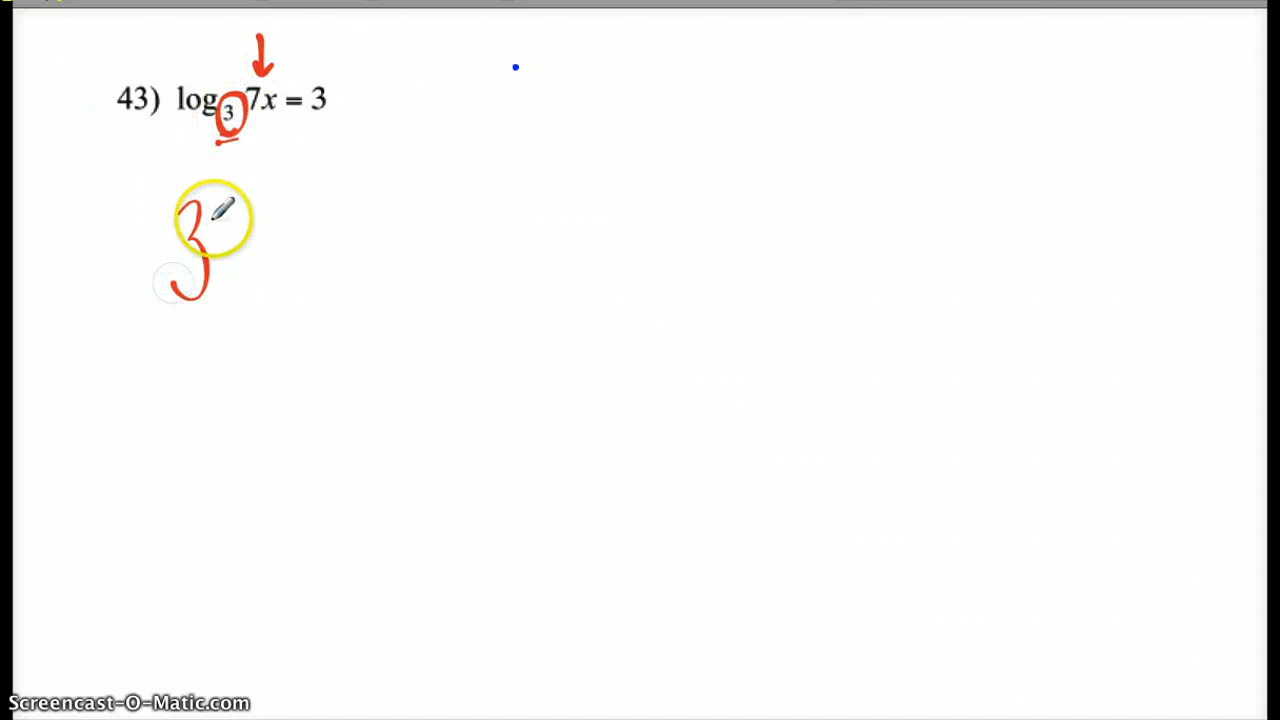 43) log₃ 7x = 3
3
Screencast-O-Matic.com